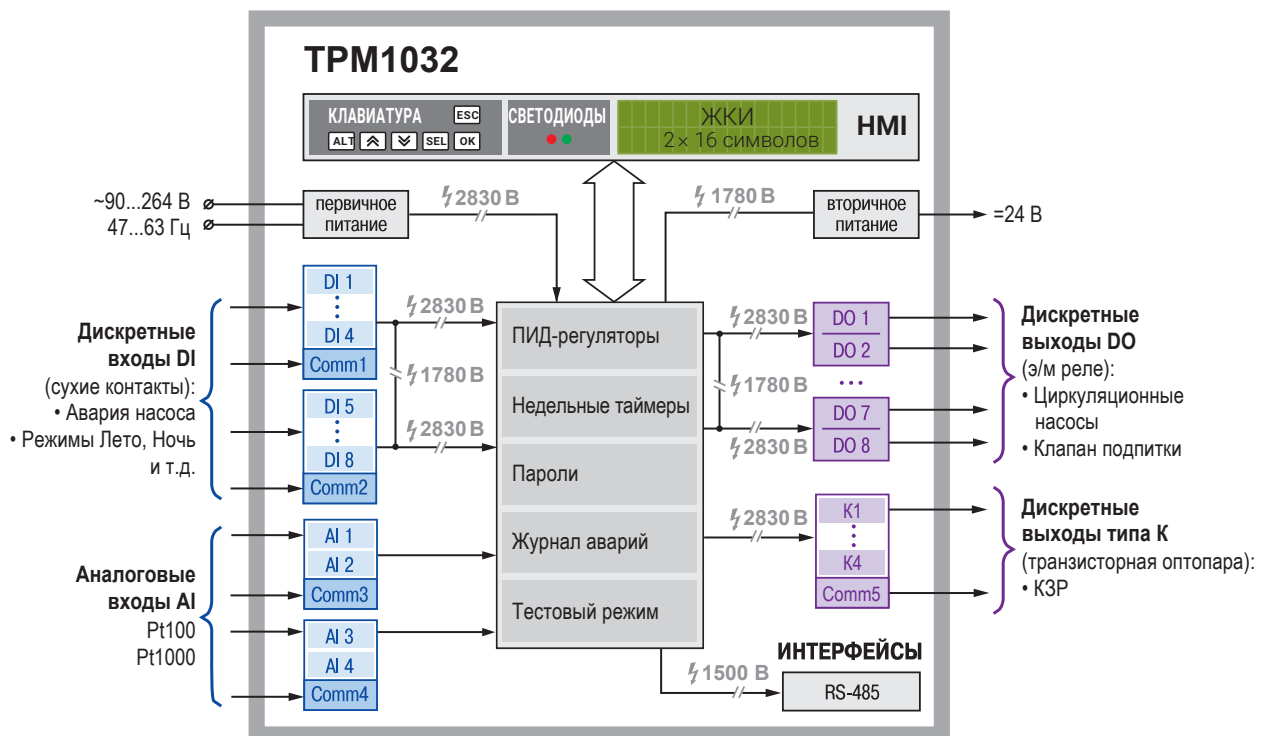 ТРМ1032
КЛАВИАТУРА
ESC
ALT
SEL
OK
СВЕТОДИОДЫ
ЖКИ
2× 16 символов
HMI
~90...264 В
47...63 Гц
первичное
питание
2830 В
1780 В
вторичное
питание
=24 В
Дискретные
входы DI
(сухие контакты):
• Авария насоса
• Режимы Лето, Ночь
и т.д.
DI 1
DI 4
Comm1
DI 5
DI 8
Comm2
2830 В
1780 В
2830 В
Аналоговые
входы AI
Pt100
Pt1000
AI 1
AI 2
Comm3
AI 3
AI 4
Comm4
ПИД-регуляторы
Недельные таймеры
Пароли
Журнал аварий
Тестовый режим
2830 В
1780 В
2830 В
DO 1
DO 2
...
DO 7
DO 8
Дискретные
выходы DO
(э/м реле):
• Циркуляционные
насосы
• Клапан подпитки
2830 В
К1
К4
Comm5
Дискретные
выходы типа К
(транзисторная оптопара):
• КЗР
1500 В
ИНТЕРФЕЙСЫ
RS-485